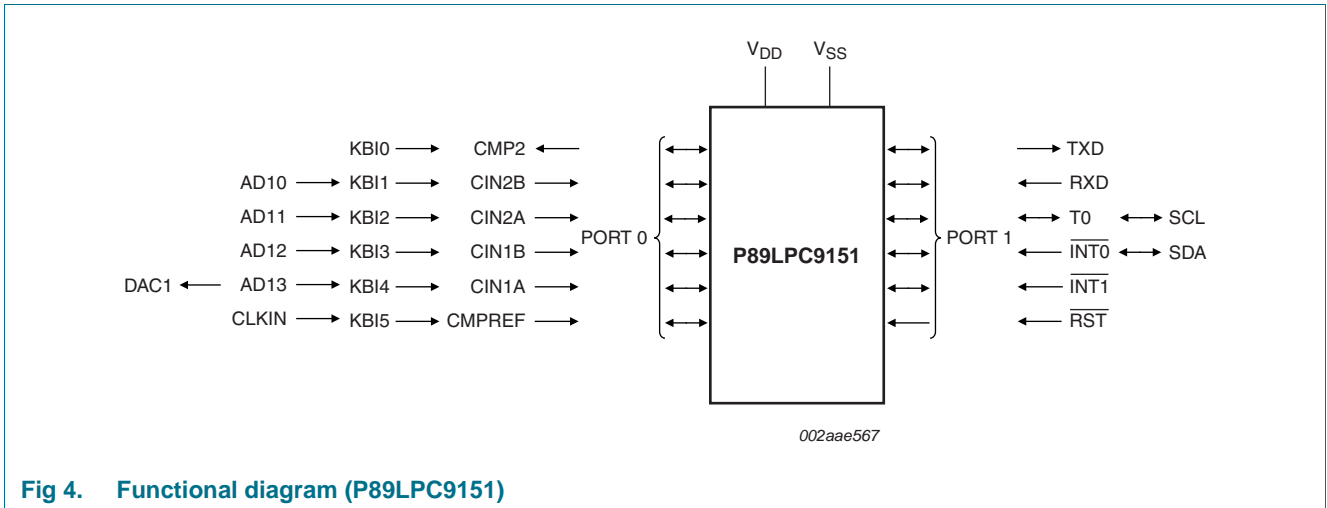 VDD VSS
KBI0 CMP2 TXD
AD10 KBI1 CIN2B RXD
AD11 KBI2 CIN2A T0 SCL
PORT 0 P89LPC9151 PORT 1
AD12 KBI3 CIN1B INT0 SDA
DAC1 AD13 KBI4 CIN1A INT1
CLKIN KBI5 CMPREF RST
002aae567
Fig 4. Functional diagram (P89LPC9151)